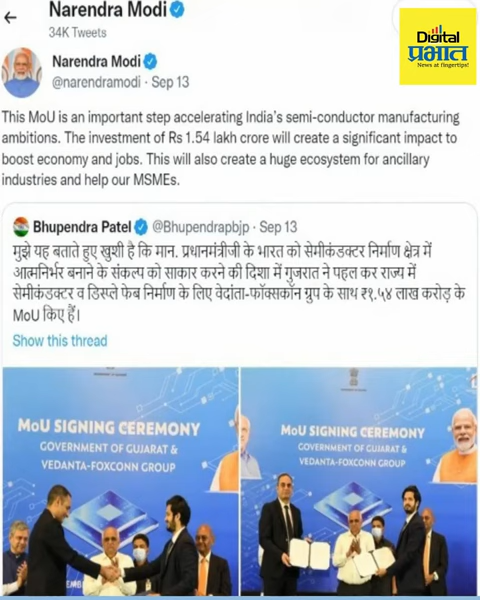 Narendra Modi
34K Tweets
Digital
प्रभात
News at fingertips!
Narendra Modi
@narendramodi · Sep 13
This MoU is an important step accelerating India's semi-conductor manufacturing
ambitions. The investment of Rs 1.54 lakh crore will create a significant impact to
boost economy and jobs. This will also create a huge ecosystem for ancillary
industries and help our MSMEs.
Bhupendra Patel @Bhupendrapbjp · Sep 13
मुझे यह बताते हुए खुशी है कि मान. प्रधानमंत्रीजी के भारत को सेमीकंडक्टर निर्माण क्षेत्र में
आत्मनिर्भर बनाने के संकल्प को साकार करने की दिशा में गुजरात ने पहल कर राज्य में
सेमीकंडक्टर व डिस्प्ले फेब निर्माण के लिए वेदांता-फॉक्सकॉन ग्रुप के साथ ₹१.५४ लाख करोड़ के
MoU किए हैं।
Show this thread
MoU SIGNING CEREMONY
GOVERNMENT OF GUJARAT &
VEDANTA-FOXCONN GROUP
MoU SIGNING CEREMONY
GOVERNMENT OF GUJARAT &
VEDANTA-FOXCONN GROUP